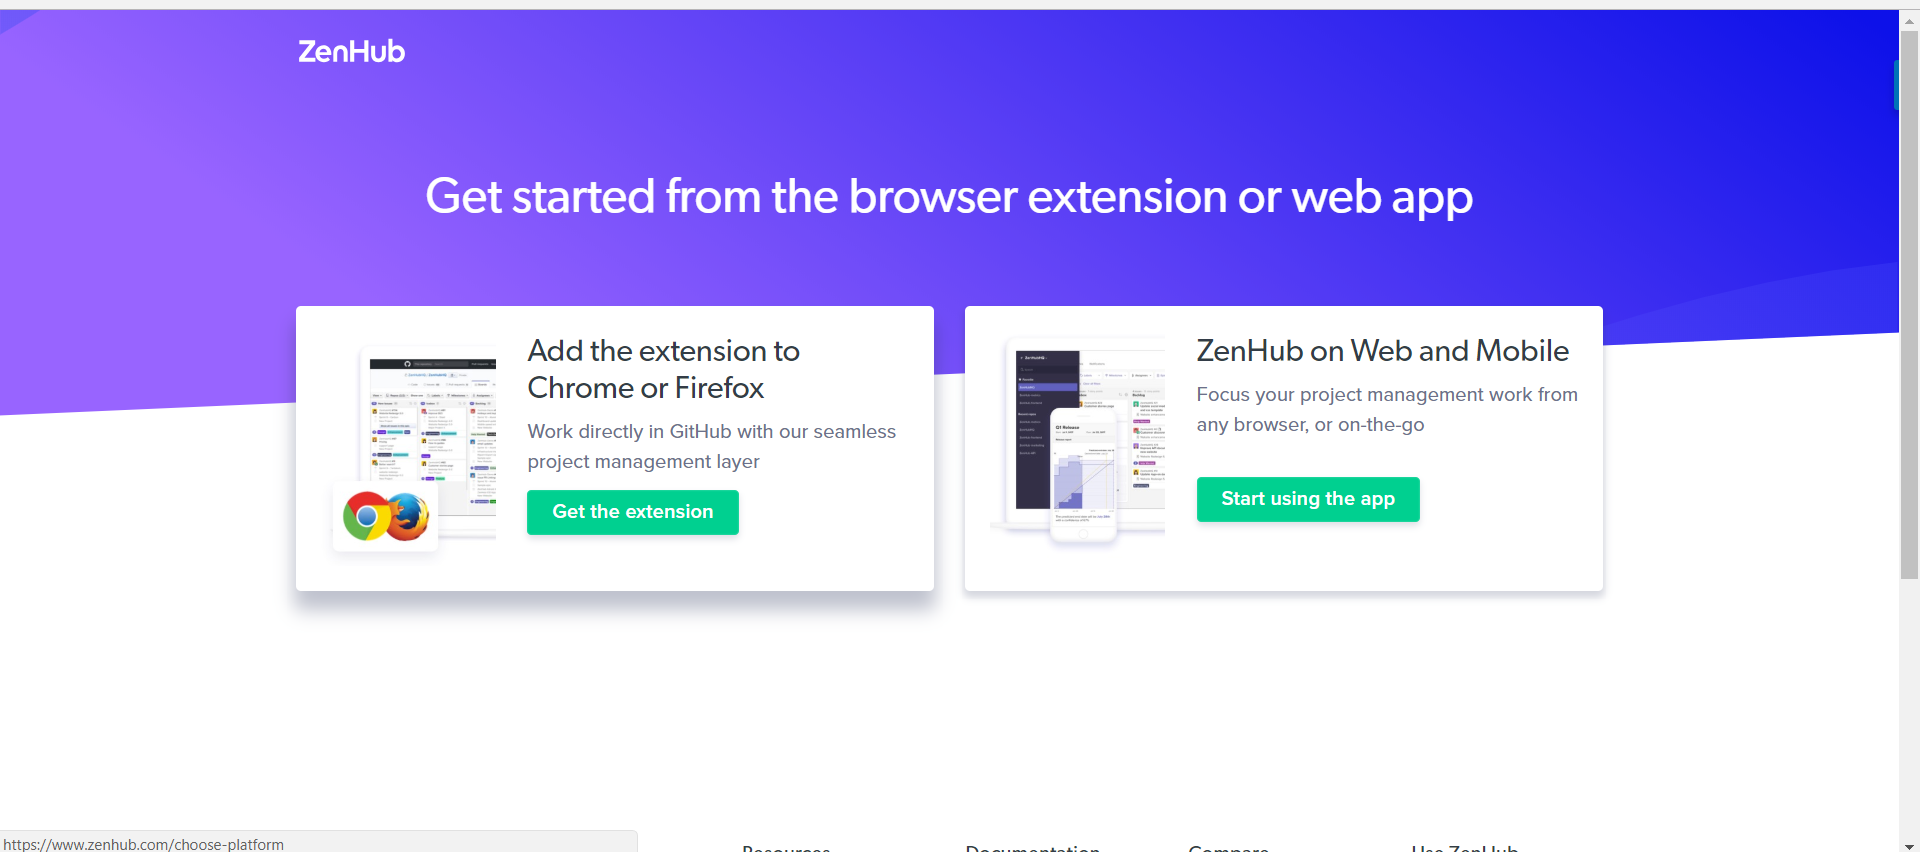 ZenHub
Get started from the browser extension or web app
Add the extension to
Chrome or Firefox
Work directly in GitHub with our seamless
project management layer
Get the extension
ZenHub on Web and Mobile
Focus your project management work from
any browser, or on-the-go
Start using the app
Q1 Release
https://www.zenhub.com/choose-platform
Resources
Documentation
Compare
Use ZenHub